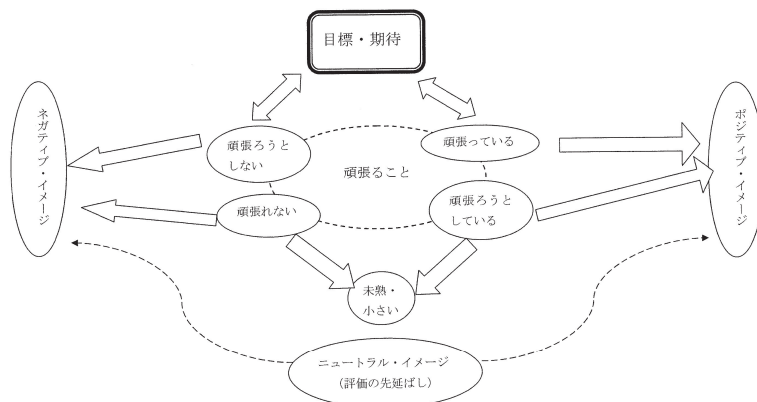 目標・期待
ネガティブ・イメージ
ポジティブ・イメージ
頑張ろうと
しない
頑張っている
頑張ること
頑張れない
頑張ろうと
している
未熟・
小さい
ニュートラル・イメージ
(評価の先延ばし)